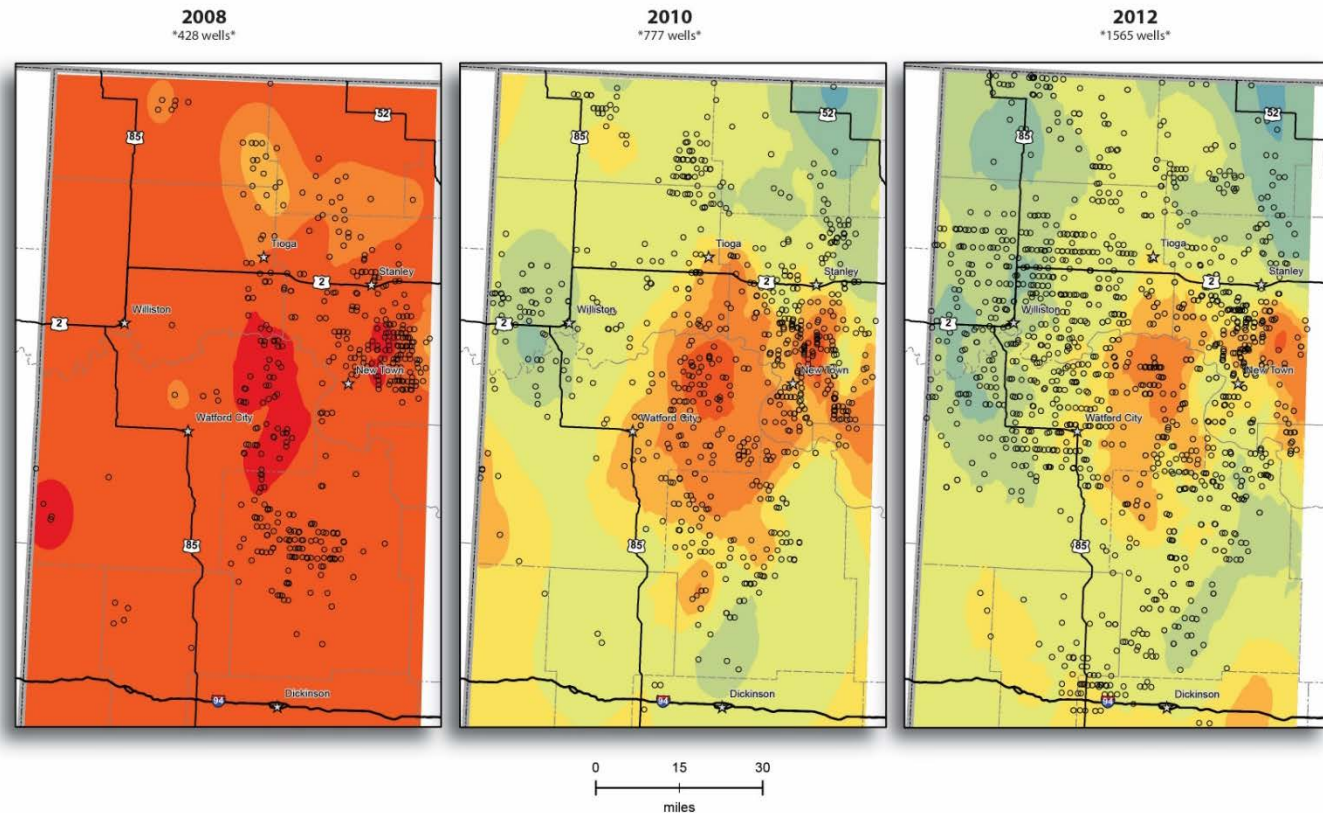 2008
*428 wells*
85
52
Tioga
2
Stanley
Williston
2
New Town
Watford City
85
94
Dickinson
2010
*777 wells*
85
52
Tioga
2
Stanley
2
Williston
New Town
Watford City
85
94
Dickinson
2012
*1565 wells*
85
52
Tioga
2
Stanley
2
Williston
New Town
Watford City
85
94
Dickinson
0 15 30
miles